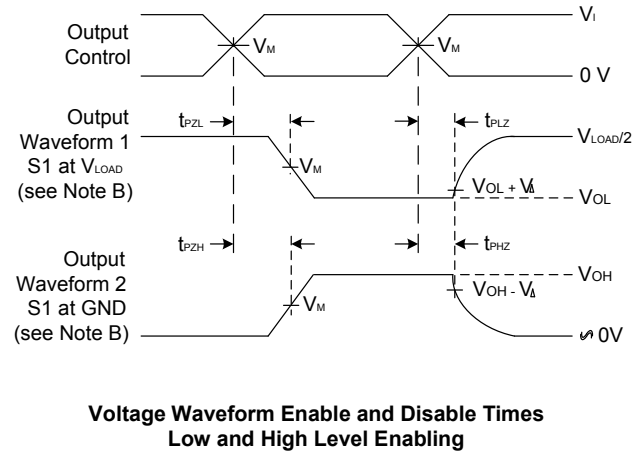 Output
Control
VM
VM
VI
0 V
Output
Waveform 1
S1 at VLOAD
(see Note B)
tPZL
tPLZ
VM
VLOAD/2
VOL + VΔ
VOL
Output
Waveform 2
S1 at GND
(see Note B)
tPZH
tPHZ
VM
VOH
VOH - VΔ
∽ 0V
Voltage Waveform Enable and Disable Times
Low and High Level Enabling